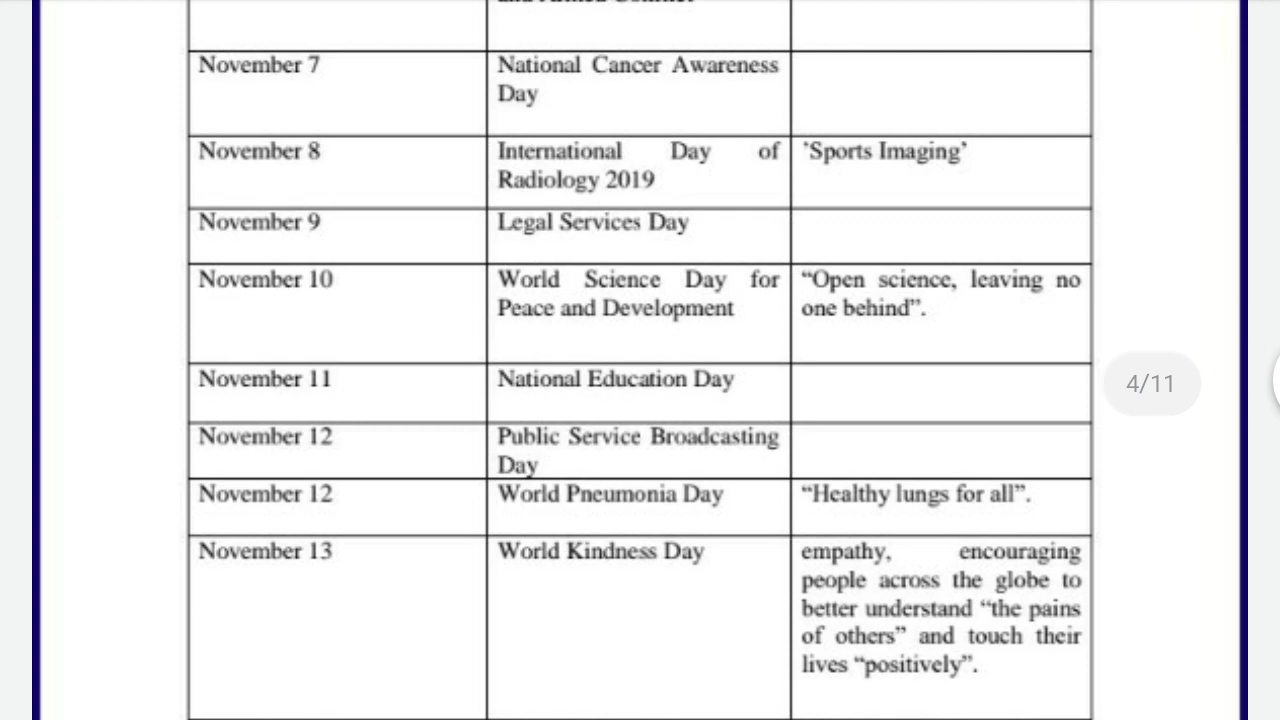 and Armed Conflict
November 7
National Cancer Awareness
Day
November 8
International Day of
Radiology 2019
'Sports Imaging'
November 9
Legal Services Day
November 10
World Science Day for
Peace and Development
“Open science, leaving no
one behind”.
November 11
National Education Day
4/11
November 12
Public Service Broadcasting
Day
November 12
World Pneumonia Day
“Healthy lungs for all”.
November 13
World Kindness Day
empathy, encouraging
people across the globe to
better understand “the pains
of others” and touch their
lives “positively”.